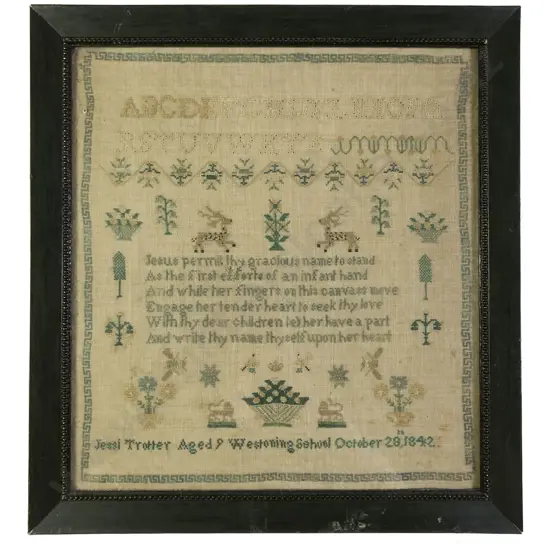 ABCDE
Jesus permit thy gracious name to stand
As the first efforts of an infant hand
And while her fingers on this canvass move
Engage her tender heart to seek thy love
With thy dear children let her have a part
And write thy name thyself upon her heart
Jessi Trotter Aged 9 Westoning School October 28, 1842.